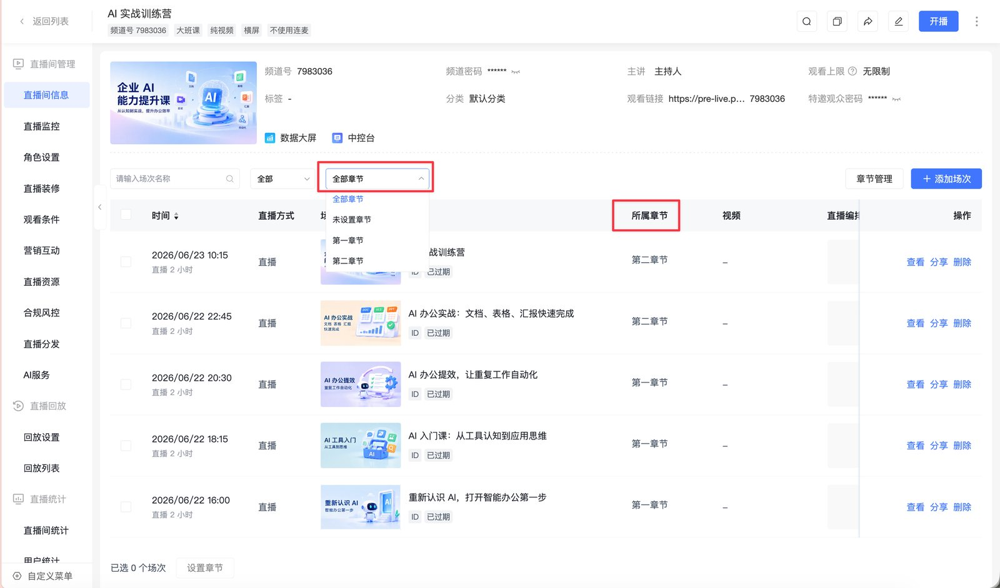 返回列表
AI 实战训练营
频道号 7983036
大班课
纯视频
横屏
不使用连麦
开播
直播间管理
直播间信息
直播监控
角色设置
直播装修
观看条件
营销互动
直播资源
合规风控
直播分发
AI服务
直播回放
回放设置
回放列表
直播统计
直播间统计
用户统计
自定义菜单
企业 AI
能力提升课
从认知到实战，提升办公效率
AI
频道号 7983036
频道密码 ******
主讲 主持人
观看上限 无限制
标签 -
分类 默认分类
观看链接 https://pre-live.p... 7983036
特邀观众密码 ******
数据大屏
中控台
请输入场次名称
全部
全部章节
章节管理
+ 添加场次
全部章节
未设置章节
第一章节
第二章节
时间
直播方式
所属章节
视频
直播编排
操作
2026/06/23 10:15
直播 2 小时
直播
战训练营
ID 已过期
第二章节
–
查看 分享 删除
2026/06/22 22:45
直播 2 小时
直播
AI 办公实战
文档 表格 汇报
快速完成
DOC
XLS
PPT
AI 办公实战：文档、表格、汇报快速完成
ID 已过期
第二章节
–
查看 分享 删除
2026/06/22 20:30
直播 2 小时
直播
AI 办公提效
重复工作自动化
AI 办公提效，让重复工作自动化
ID 已过期
第一章节
–
查看 分享 删除
2026/06/22 18:15
直播 2 小时
直播
AI 工具入门
从工具到思维
AI
AI 入门课：从工具认知到应用思维
ID 已过期
第一章节
–
查看 分享 删除
2026/06/22 16:00
直播 2 小时
直播
重新认识 AI
智能办公第一步
AI
重新认识 AI，打开智能办公第一步
ID 已过期
第一章节
–
查看 分享 删除
已选 0 个场次
设置章节